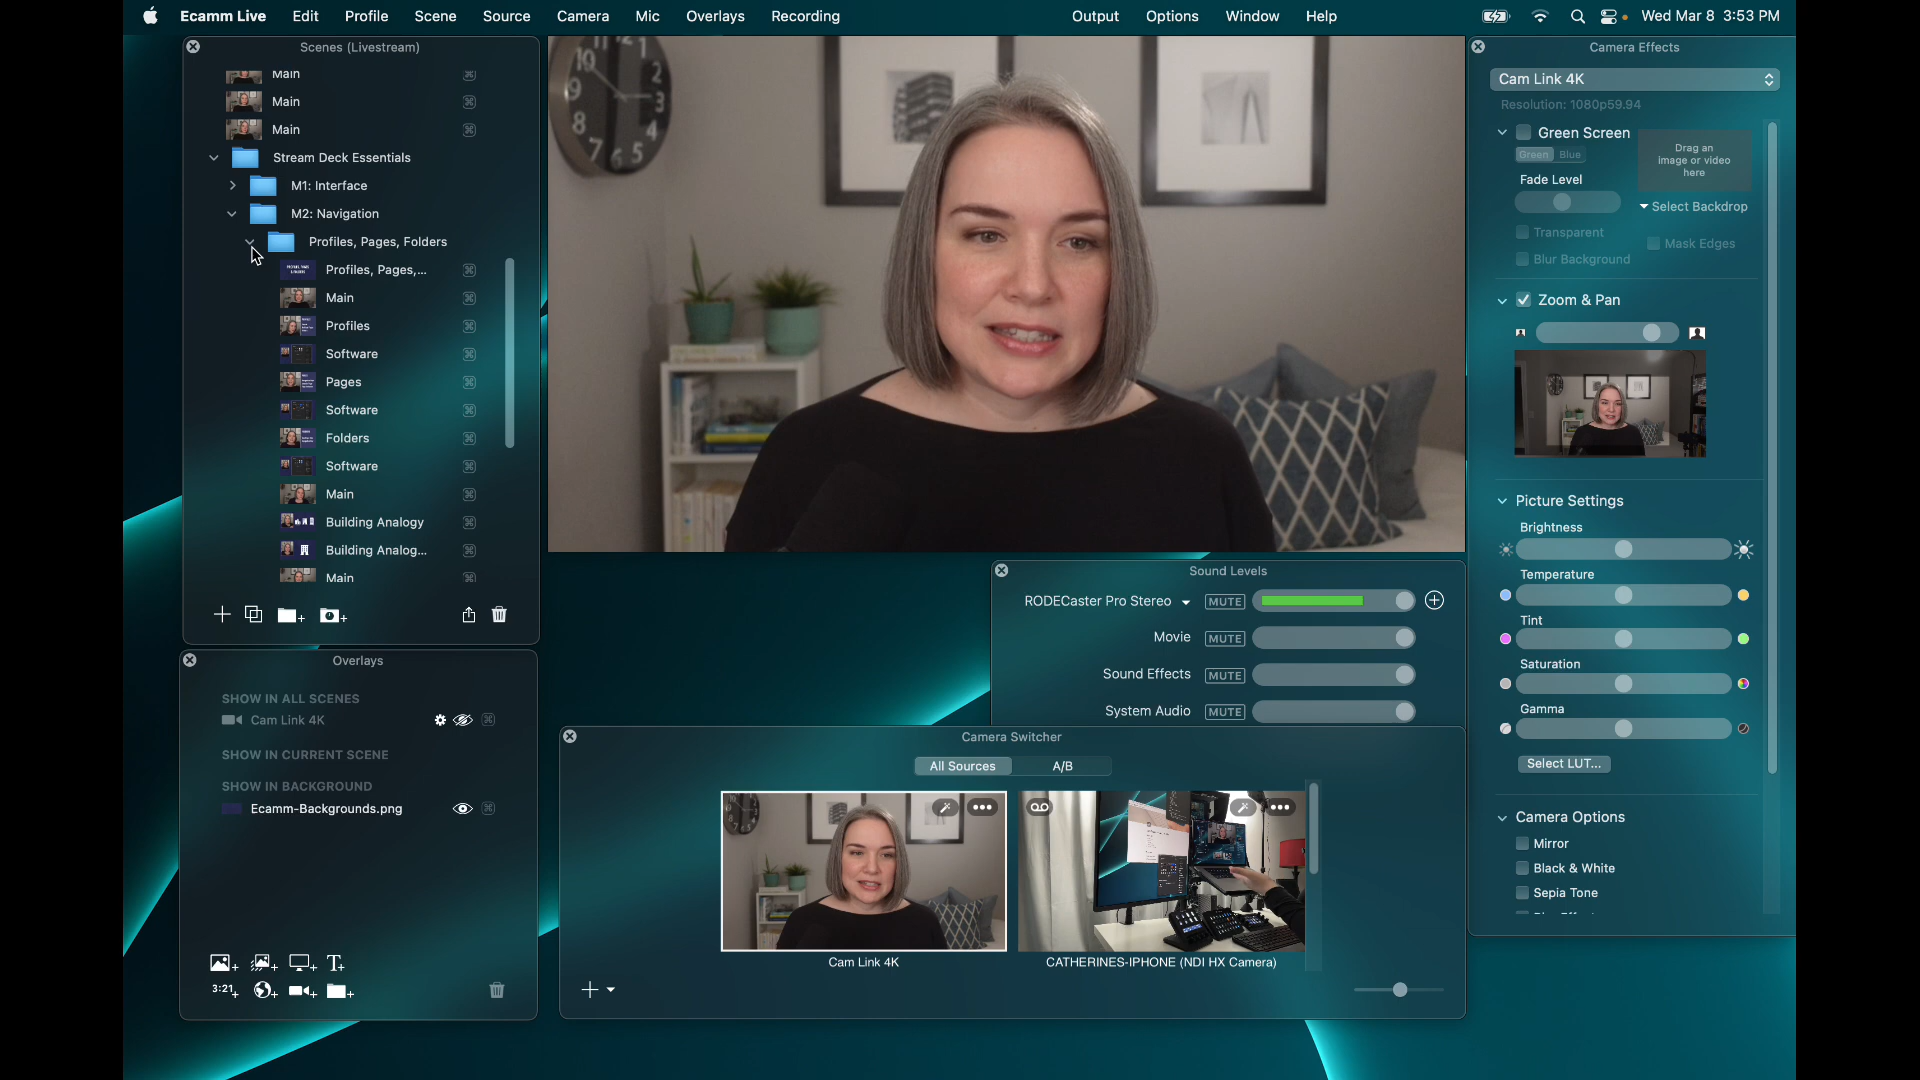 Ecamm Live Edit Profile Scene Source Camera Mic Overlays Recording Output Options Window Help Wed Mar 8 3:53 PM
Scenes (Livestream)
Main
Main
Main
Stream Deck Essentials
M1: Interface
M2: Navigation
Profiles, Pages, Folders
Profiles, Pages,...
Main
Profiles
Software
Pages
Software
Folders
Software
Main
Building Analogy
Building Analog...
Main
Overlays
SHOW IN ALL SCENES
Cam Link 4K
SHOW IN CURRENT SCENE
SHOW IN BACKGROUND
Ecamm-Backgrounds.png
3:21+
T+
Sound Levels
RODECaster Pro Stereo MUTE
Movie MUTE
Sound Effects MUTE
System Audio MUTE
Camera Switcher
All Sources A/B
Cam Link 4K
CATHERINES-IPHONE (NDI HX Camera)
Camera Effects
Cam Link 4K
Resolution: 1080p59.94
Green Screen
Green Blue
Drag an
image or video
here
Fade Level
Select Backdrop
Transparent
Mask Edges
Blur Background
Zoom & Pan
Picture Settings
Brightness
Temperature
Tint
Saturation
Gamma
Select LUT...
Camera Options
Mirror
Black & White
Sepia Tone